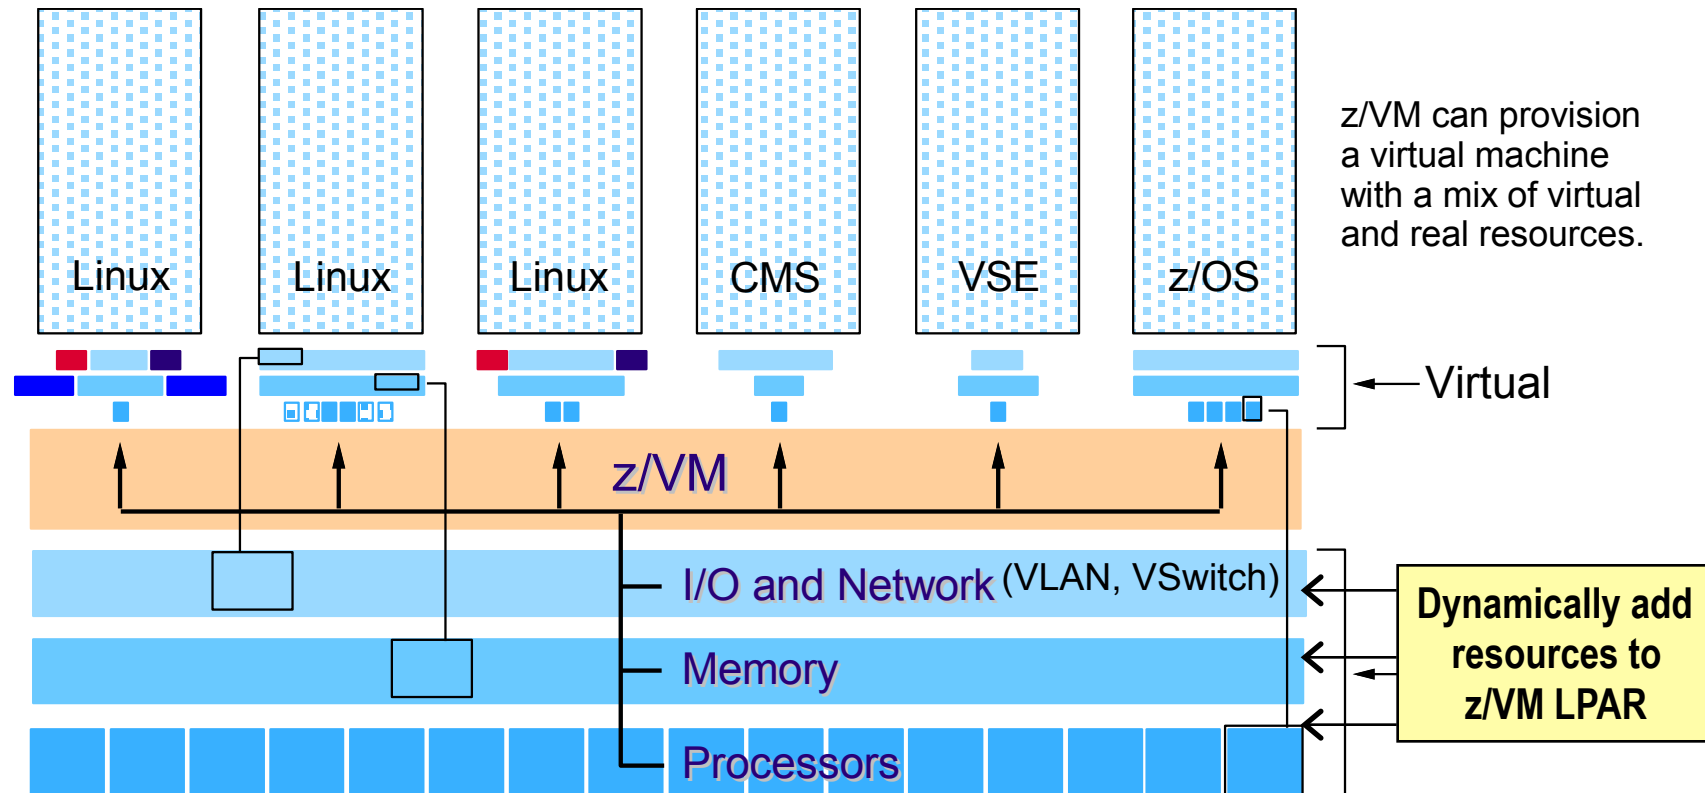 z/VM can provision
a virtual machine
with a mix of virtual
and real resources.
Linux
Linux
Linux
CMS
VSE
z/OS
Virtual
z/VM
I/O and Network (VLAN, VSwitch)
Memory
Processors
Dynamically add
resources to
z/VM LPAR